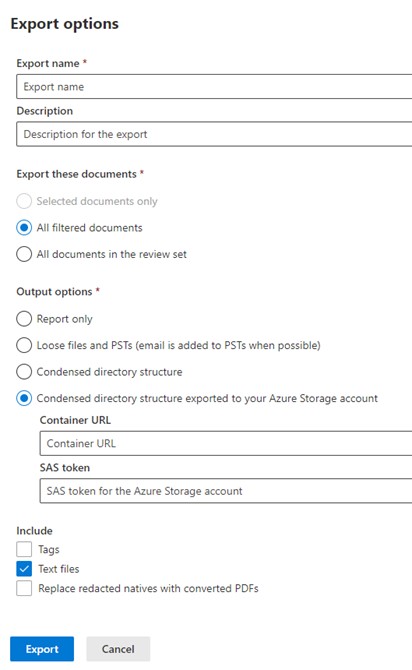 Export options
Export name *
Export name
Description
Description for the export
Export these documents *
Selected documents only
All filtered documents
All documents in the review set
Output options *
Report only
Loose files and PSTs (email is added to PSTs when possible)
Condensed directory structure
Condensed directory structure exported to your Azure Storage account
Container URL
Container URL
SAS token
SAS token for the Azure Storage account
Include
Tags
Text files
Replace redacted natives with converted PDFs
Export Cancel